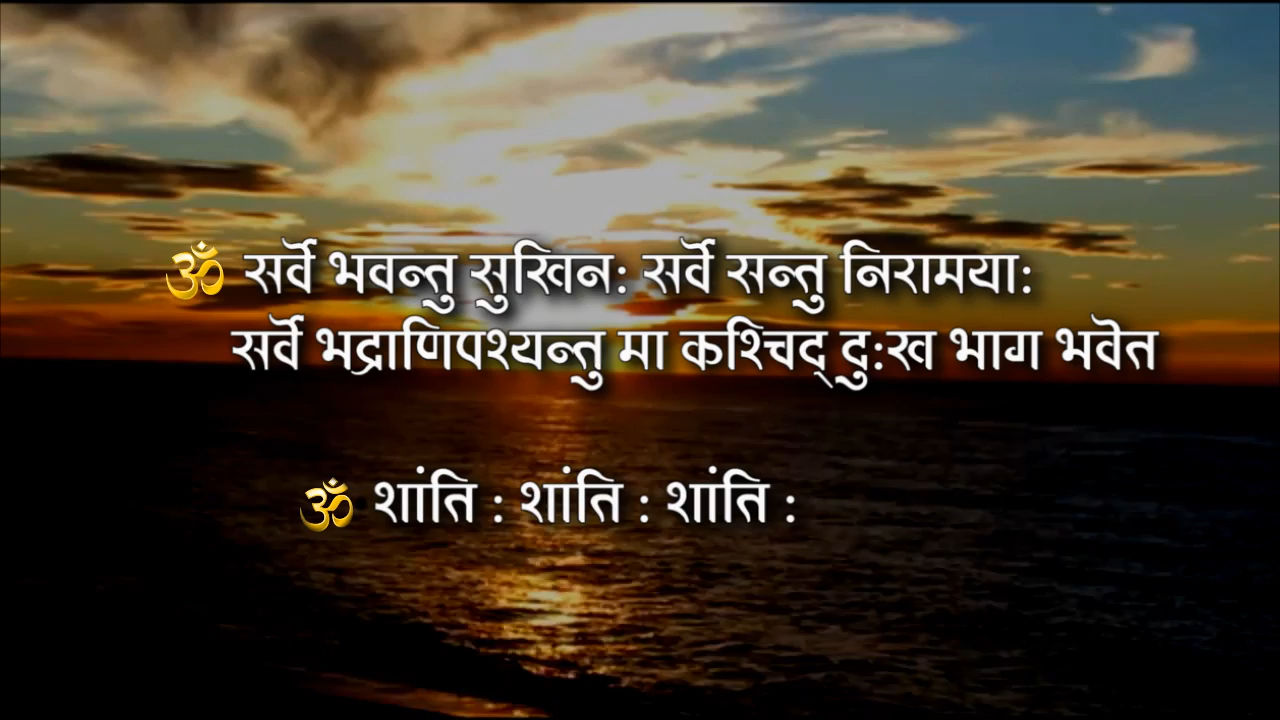 ॐ सर्वे भवन्तु सुखिनः सर्वे सन्तु निरामयाः
सर्वे भद्राणिपश्यन्तु मा कश्चिद् दुःख भाग भवेत
ॐ शांति : शांति : शांति :